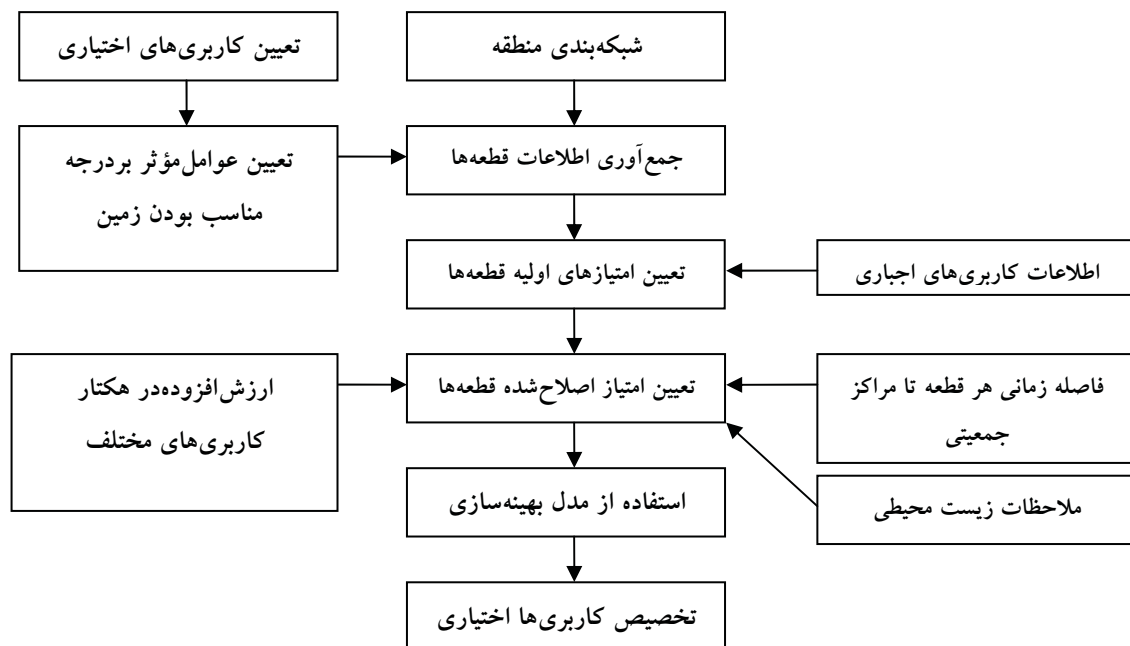 شبکه‌بندی منطقه
تعیین کاربری‌های اختیاری
جمع‌آوری اطلاعات قطعه‌ها
تعیین عوامل‌مؤثر بردرجه
مناسب بودن زمین
اطلاعات کاربری‌های اجباری
تعیین امتیازهای اولیه قطعه‌ها
فاصله زمانی هر قطعه تا مراکز
جمعیتی
تعیین امتیاز اصلاح‌شده قطعه‌ها
ارزش‌افزوده‌در هکتار
کاربری‌های مختلف
ملاحظات زیست محیطی
استفاده از مدل بهینه‌سازی
تخصیص کاربری‌ها اختیاری